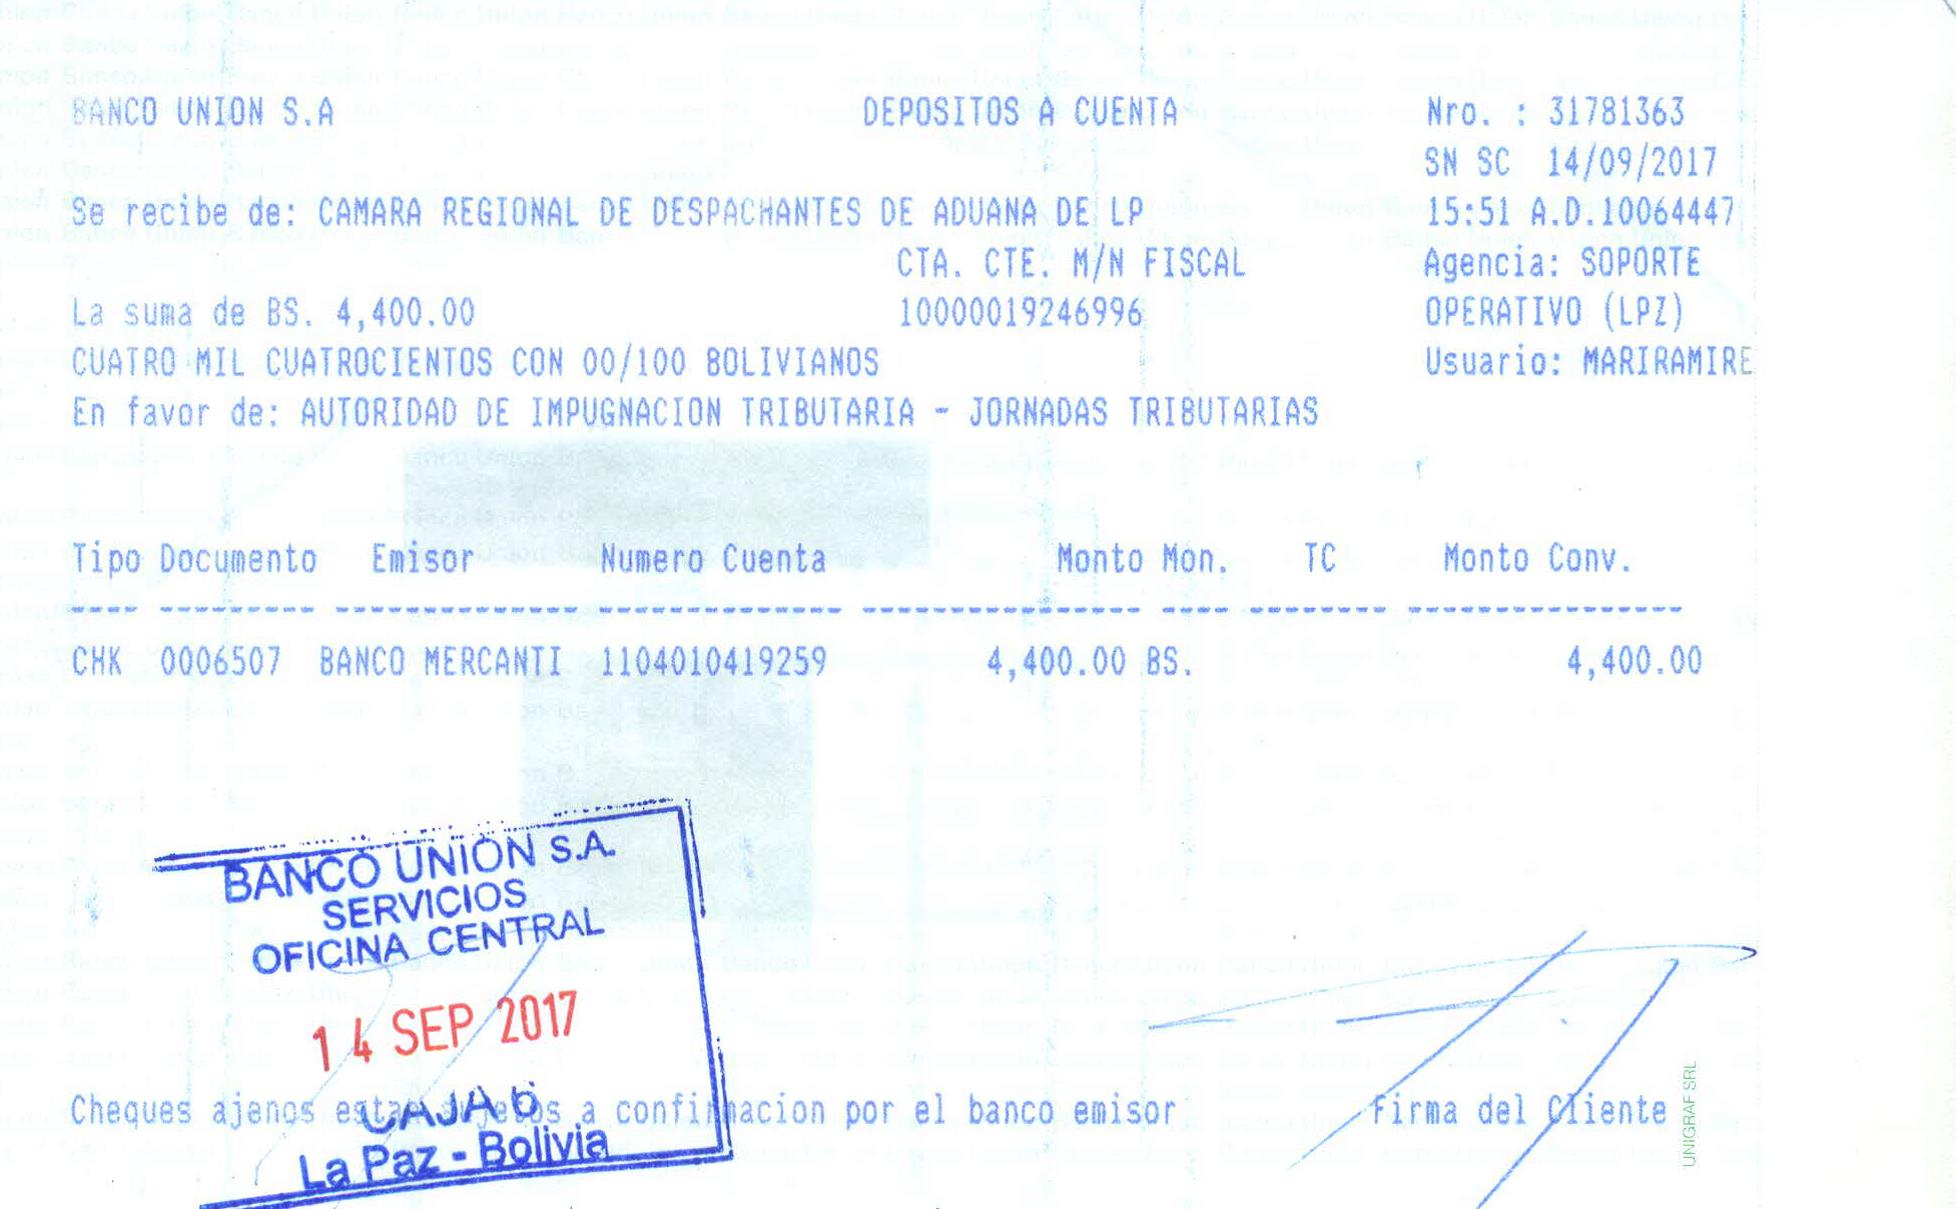 BANCO UNION S.A DEPOSITOS A CUENTA Nro. : 31781363
SN SC 14/09/2017
Se recibe de: CAMARA REGIONAL DE DESPACHANTES DE ADUANA DE LP 15:51 A.D.10064447
CTA. CTE. M/N FISCAL Agencia: SOPORTE
La suma de BS. 4,400.00 10000019246996 OPERATIVO (LPZ)
CUATRO MIL CUATROCIENTOS CON 00/100 BOLIVIANOS Usuario: MARIRAMIRE
En favor de: AUTORIDAD DE IMPUGNACION TRIBUTARIA - JORNADAS TRIBUTARIAS
Tipo Documento Emisor Numero Cuenta Monto Mon. TC Monto Conv.
CHK 0006507 BANCO MERCANTI 1104010419259 4,400.00 BS. 4,400.00
BANCO UNION S.A.
SERVICIOS
OFICINA CENTRAL
14 SEP 2017
CAJA 6
La Paz - Bolivia
Cheques ajenos estan sujetos a confirmacion por el banco emisor Firma del Cliente
UNIGRAF SRL